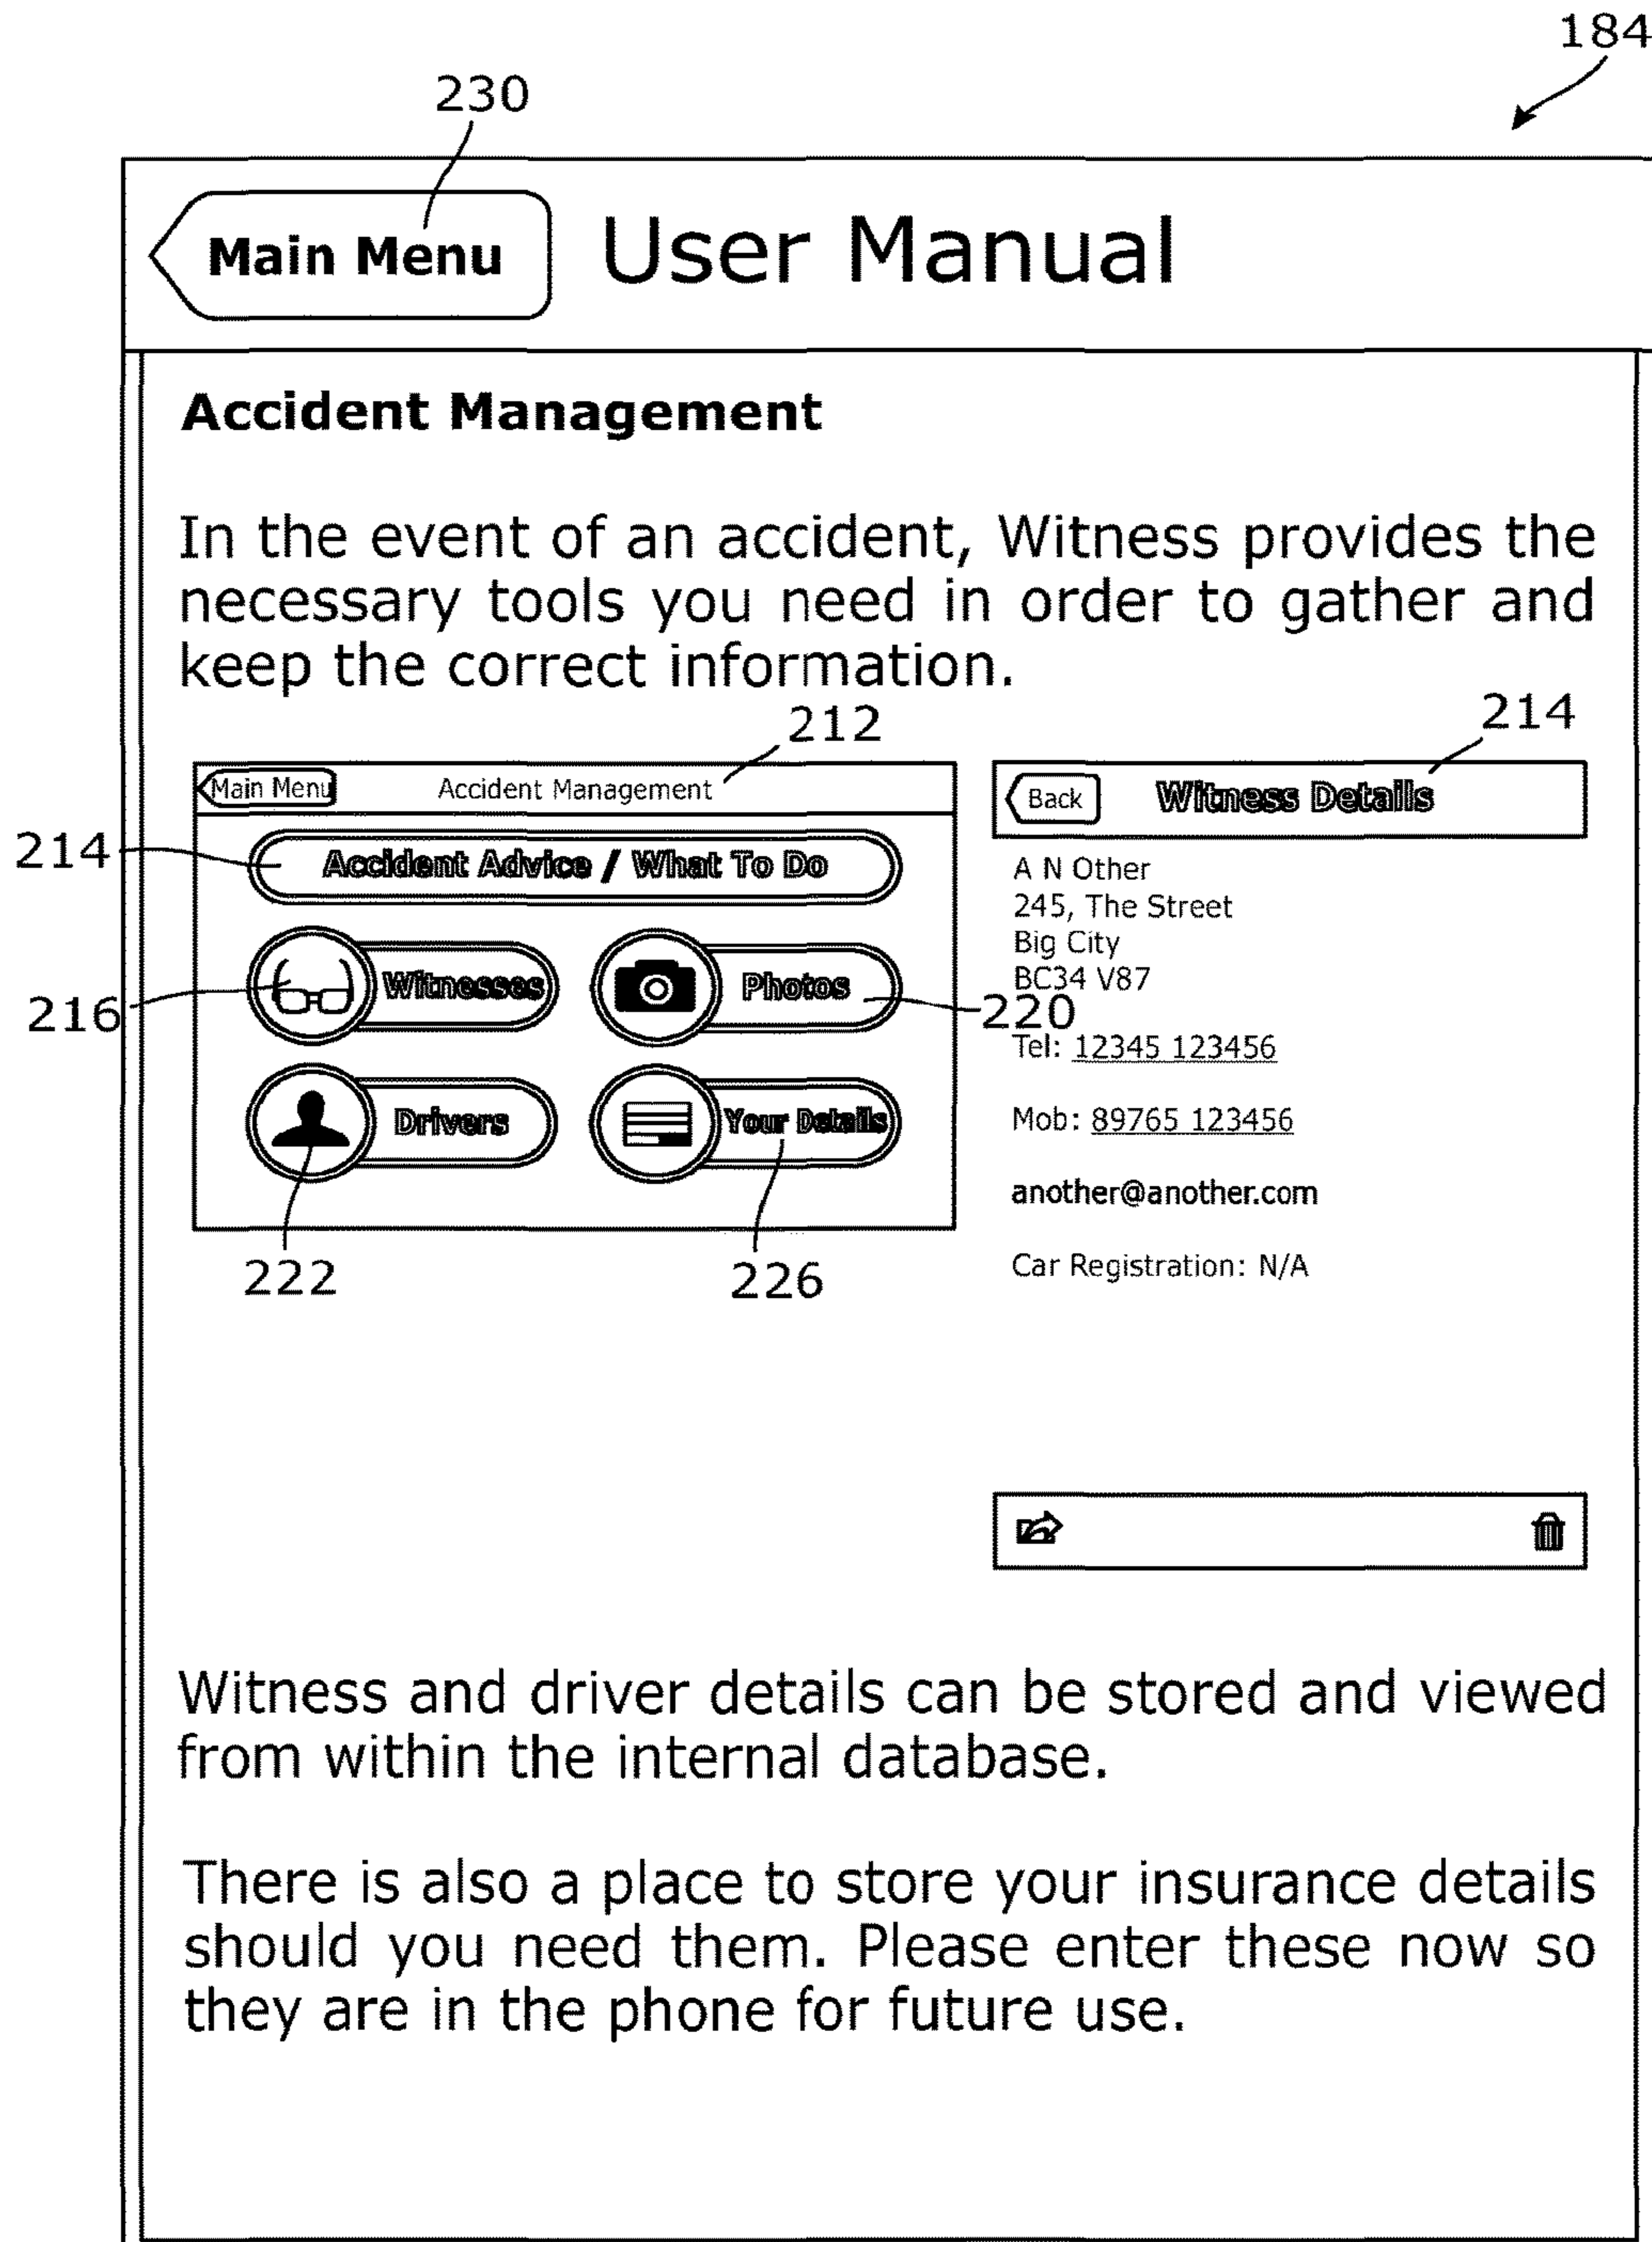 184
230
Main Menu
User Manual
Accident Management
In the event of an accident, Witness provides the
necessary tools you need in order to gather and
keep the correct information.
212
214
Main Menu
Accident Management
214
Accident Advice / What To Do
216
Witnesses
Photos
220
Drivers
Your Details
222
226
Back
Witness Details
A N Other
245, The Street
Big City
BC34 V87
Tel: 12345 123456
Mob: 89765 123456
another@another.com
Car Registration: N/A
Witness and driver details can be stored and viewed
from within the internal database.
There is also a place to store your insurance details
should you need them. Please enter these now so
they are in the phone for future use.